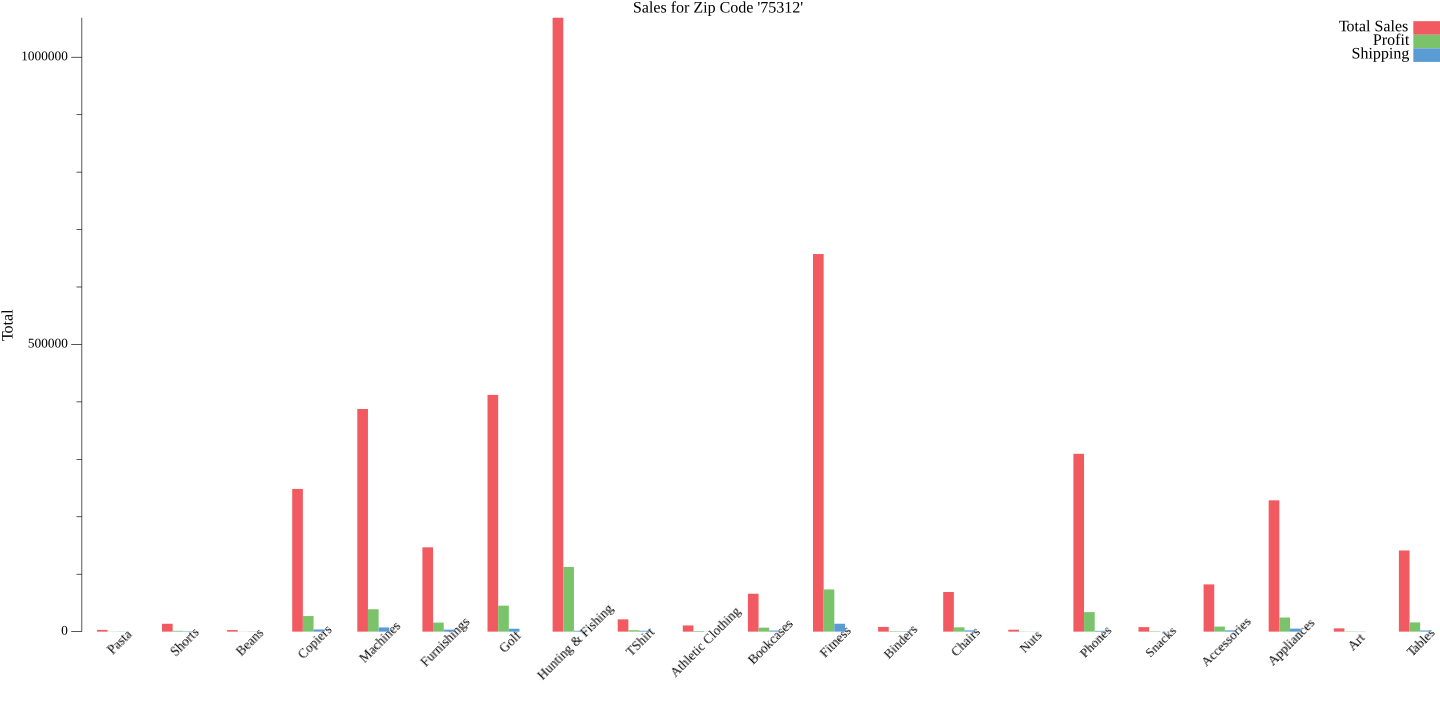 Sales for Zip Code '75312'
Total Sales
Profit
Shipping
1000000
500000
0
Total
Pasta
Shorts
Beans
Copiers
Machines
Furnishings
Golf
Hunting & Fishing
TShirt
Athletic Clothing
Bookcases
Fitness
Binders
Chairs
Nuts
Phones
Snacks
Accessories
Appliances
Art
Tables